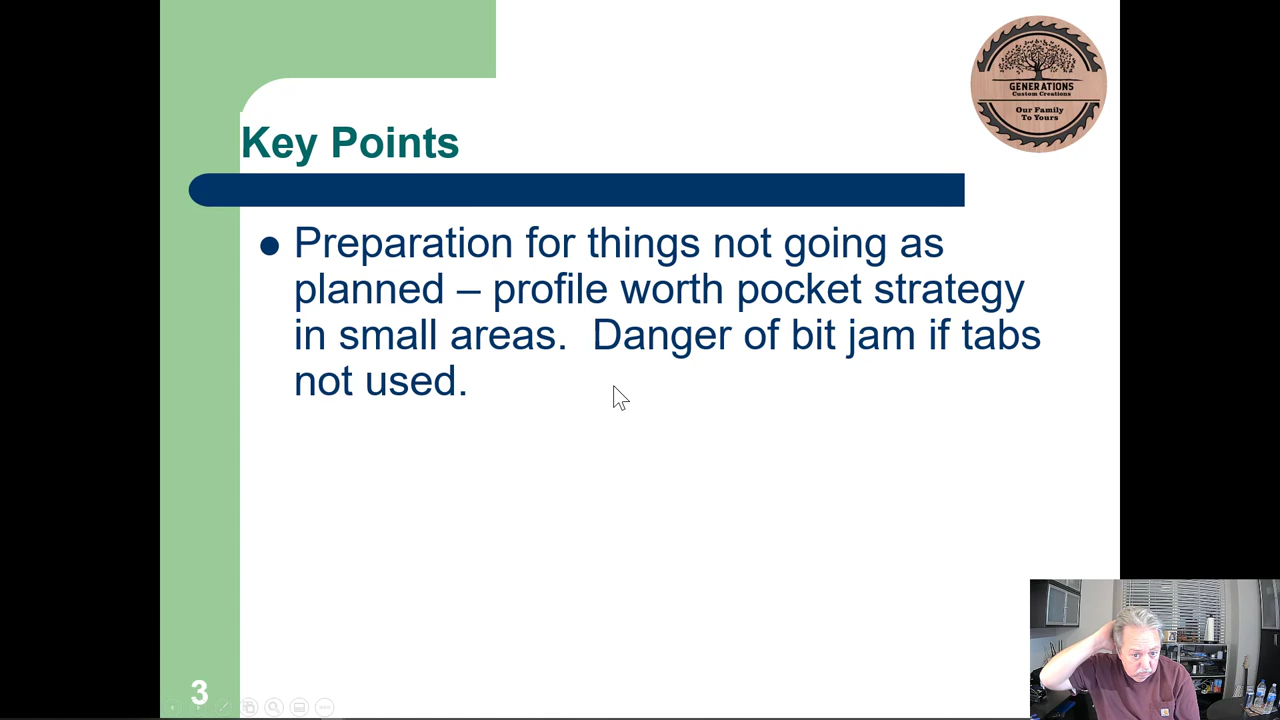 GENERATIONS
Custom Creations
Our Family
To Yours
Key Points
Preparation for things not going as
planned – profile worth pocket strategy
in small areas.  Danger of bit jam if tabs
not used.
3